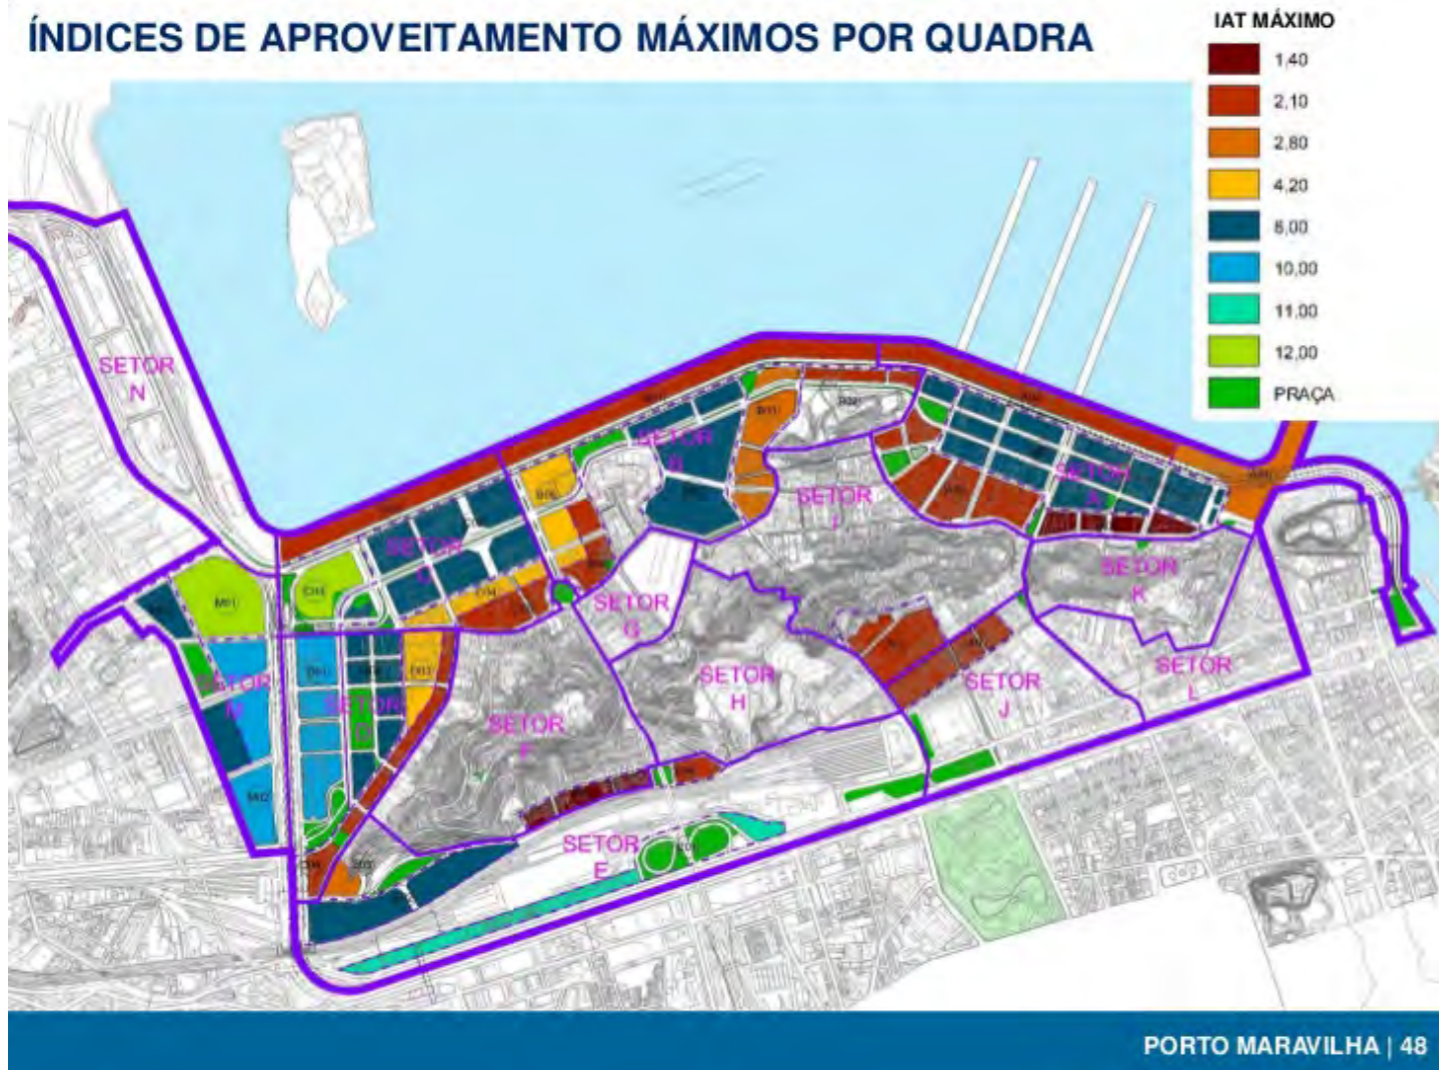 ÍNDICES DE APROVEITAMENTO MÁXIMOS POR QUADRA
IAT MÁXIMO
1,40
2,10
2,80
4,20
8,00
10,00
11,00
12,00
PRAÇA
SETOR
N
SETOR
B
SETOR
A
SETOR
I
SETOR
C
SETOR
K
SETOR
G
SETOR
L
SETOR
M
SETOR
D
SETOR
F
SETOR
H
SETOR
J
SETOR
E
PORTO MARAVILHA | 48